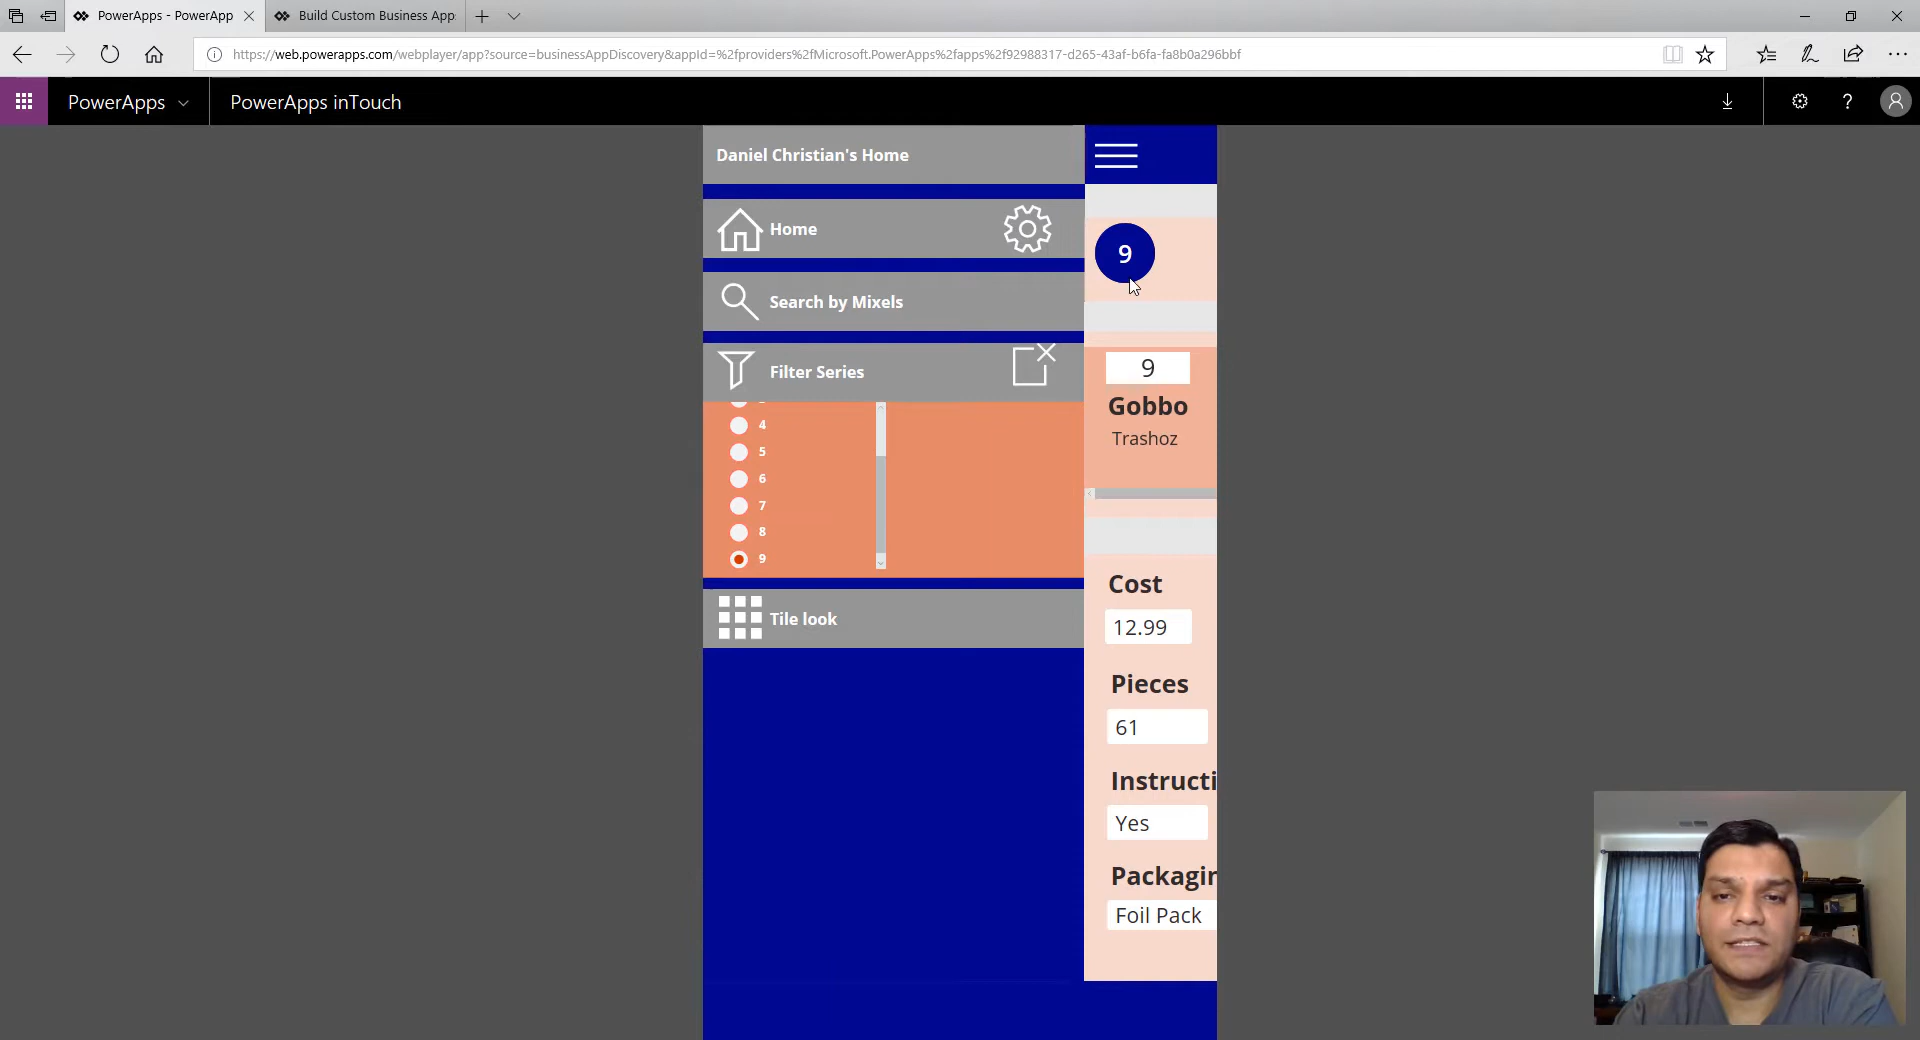 PowerApps - PowerApp
Build Custom Business App
https://web.powerapps.com/webplayer/app?source=businessAppDiscovery&appId=%2fproviders%2fMicrosoft.PowerApps%2fapps%2f92988317-d265-43af-b6fa-fa8b0a296bbf
PowerApps
PowerApps inTouch
?
Daniel Christian's Home
Home
Search by Mixels
Filter Series
4
5
6
7
8
9
Tile look
9
9
Gobbo
Trashoz
Cost
12.99
Pieces
61
Instructi
Yes
Packagin
Foil Pack